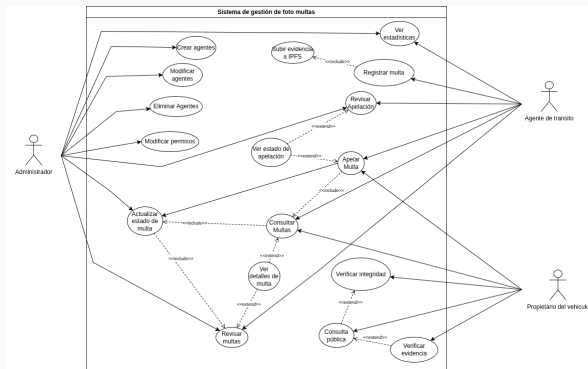 Sistema de gestión de foto multas
Ver
estadísticas
Crear agentes
Subir evidencia
a IPFS
<<include>>
Registrar multa
Modificar
agentes
Eliminar Agentes
Revisar
Apelación
Agente de transito
<<extend>>
Modificar permisos
Ver estado de
apelación
<<extend>>
Apelar
Multa
Administrador
<<include>>
Actualizar
estado de
multa
<<include>>
Consultar
Multas
<<include>>
<<extend>>
Ver
detalles de
multa
Verificar integridad
Propietario del vehiculo
<<extend>>
<<extend>>
Revisar
multas
Consulta
pública
<<extend>>
Verificar
evidencia